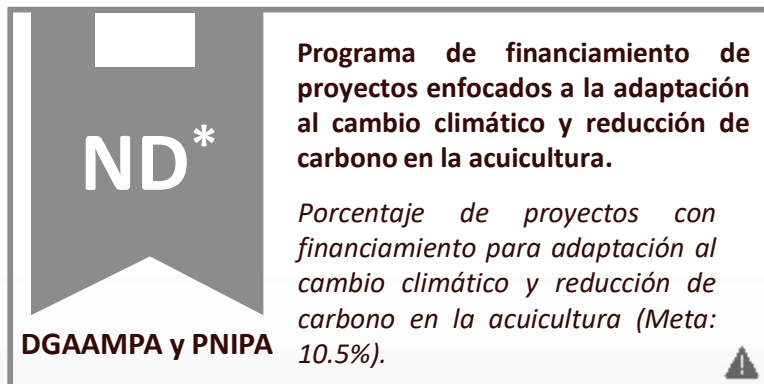 ND*
DGAAMPA y PNIPA
Programa de financiamiento de
proyectos enfocados a la adaptación
al cambio climático y reducción de
carbono en la acuicultura.
Porcentaje de proyectos con
financiamiento para adaptación al
cambio climático y reducción de
carbono en la acuicultura (Meta:
10.5%).